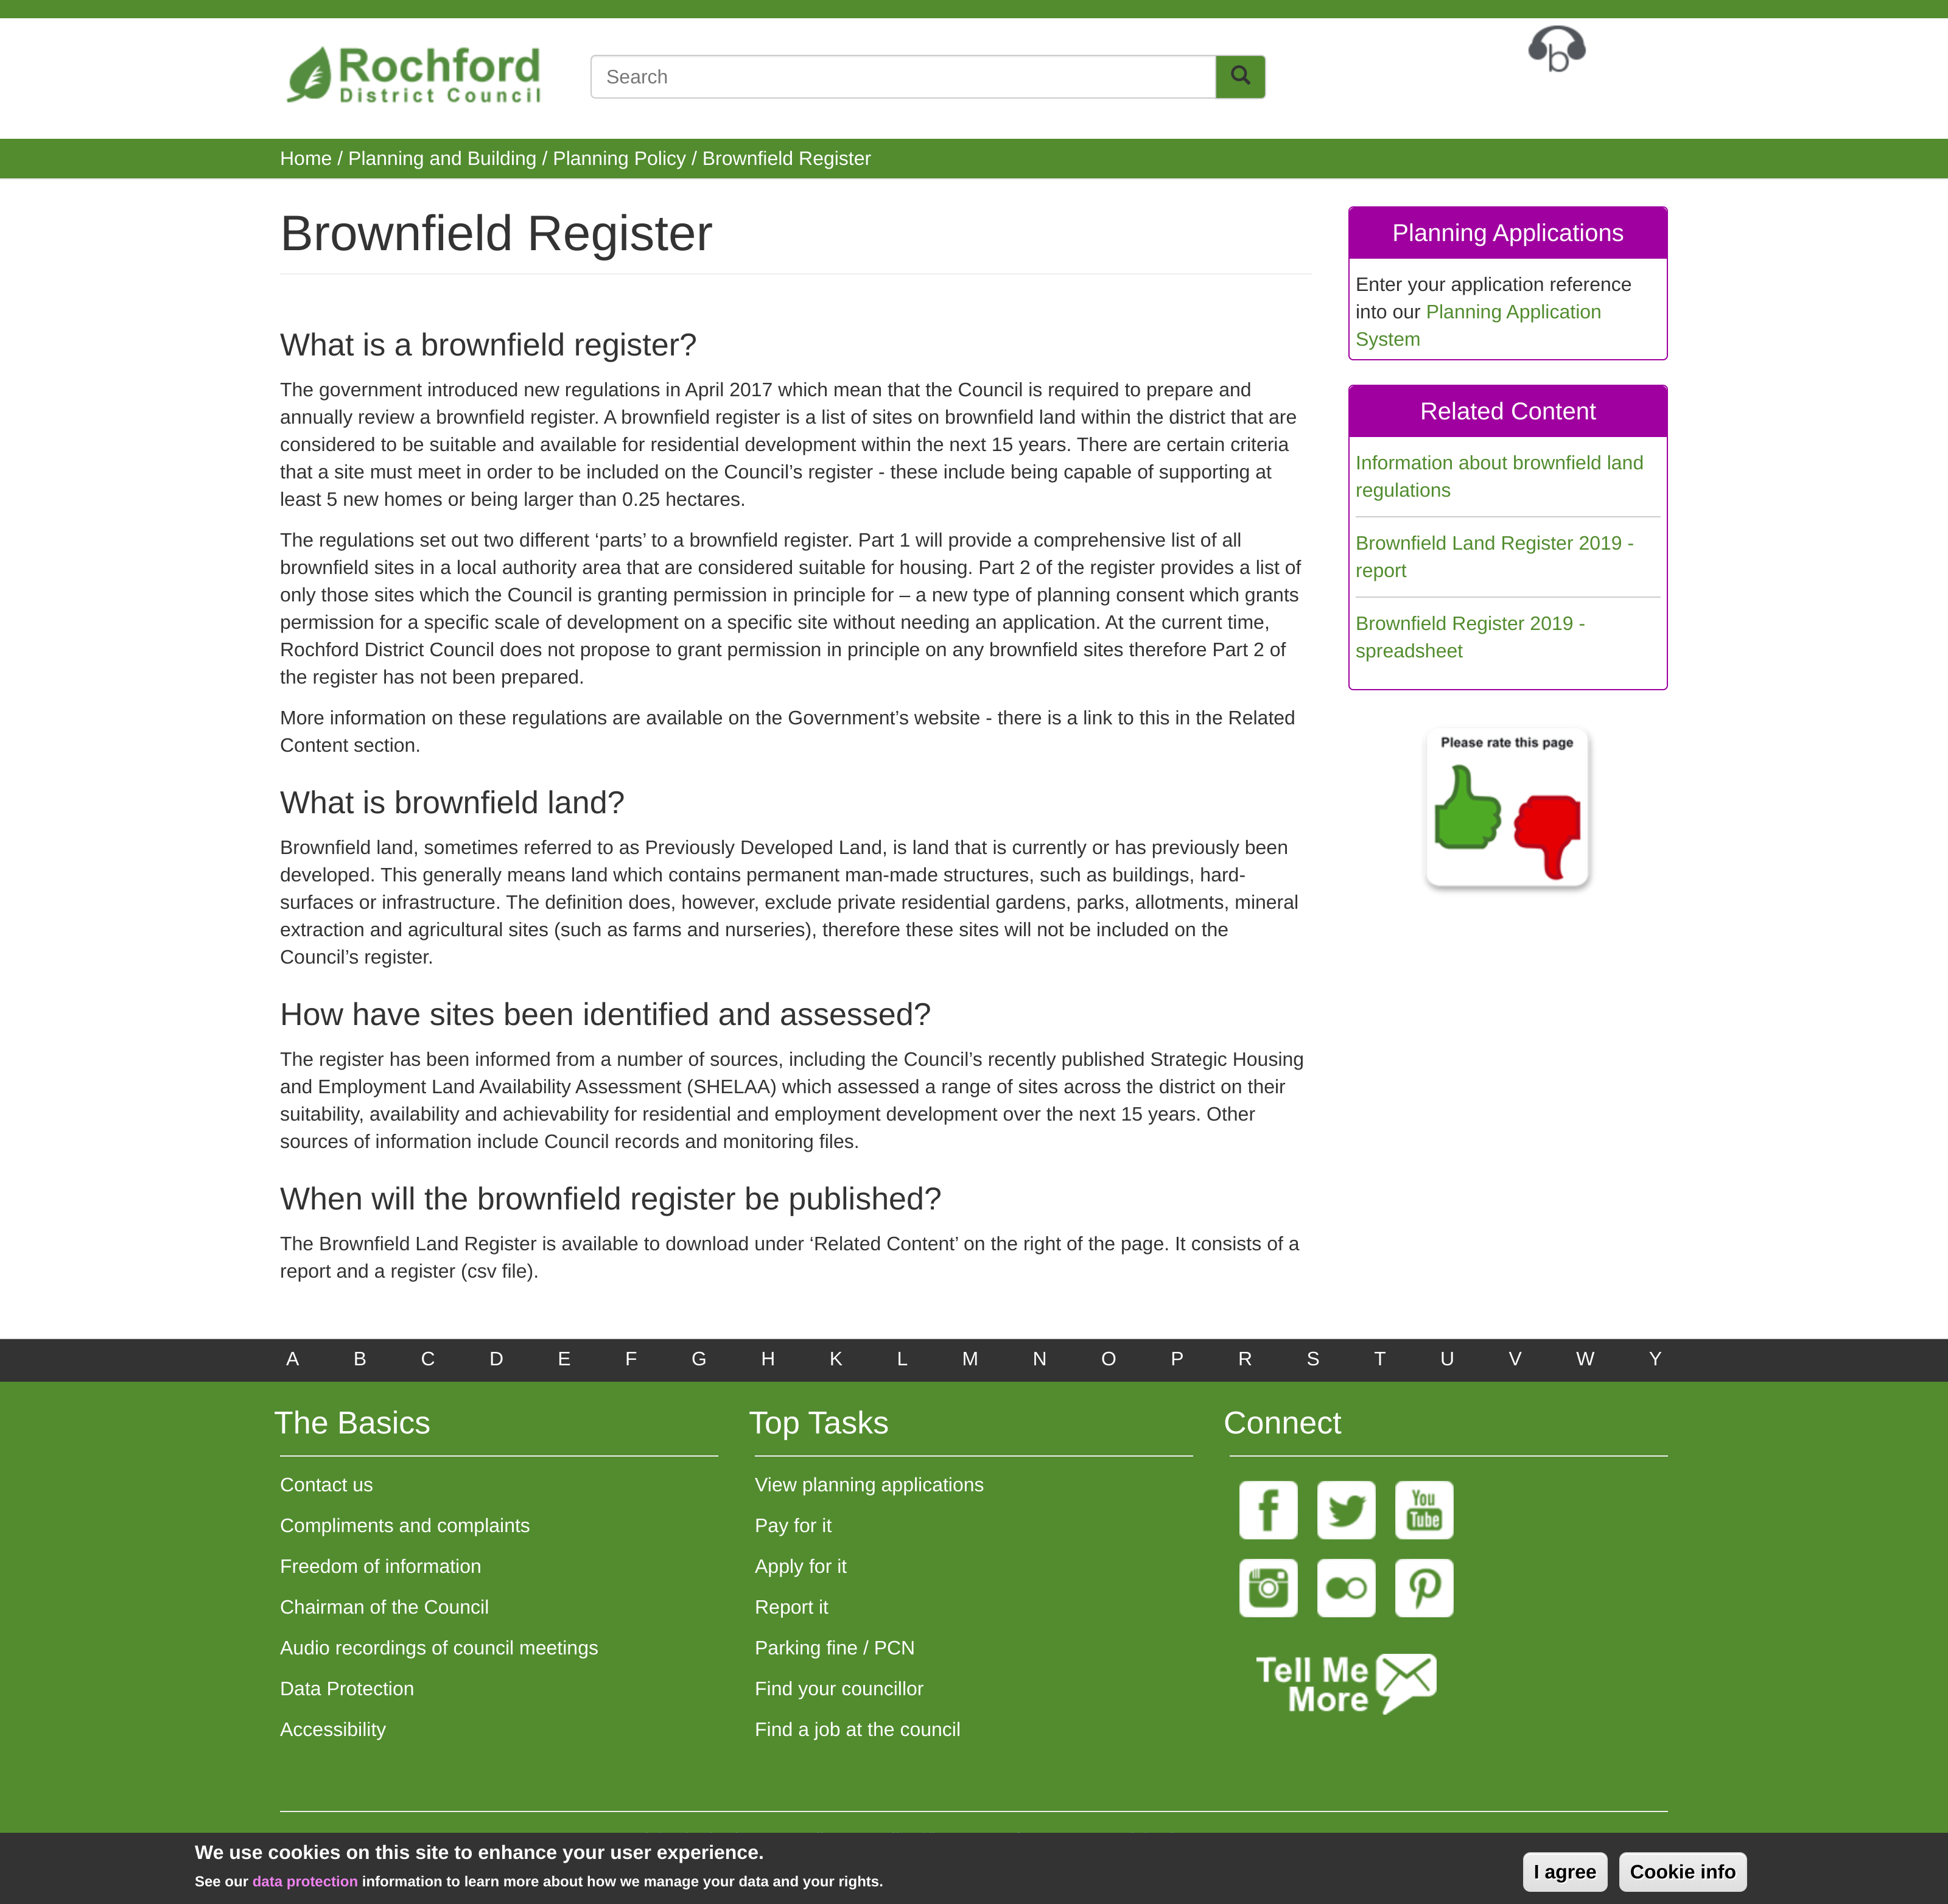 Rochford
District Council
Search
b
Home / Planning and Building / Planning Policy / Brownfield Register
Brownfield Register
What is a brownfield register?
The government introduced new regulations in April 2017 which mean that the Council is required to prepare and
annually review a brownfield register. A brownfield register is a list of sites on brownfield land within the district that are
considered to be suitable and available for residential development within the next 15 years. There are certain criteria
that a site must meet in order to be included on the Council’s register - these include being capable of supporting at
least 5 new homes or being larger than 0.25 hectares.
The regulations set out two different ‘parts’ to a brownfield register. Part 1 will provide a comprehensive list of all
brownfield sites in a local authority area that are considered suitable for housing. Part 2 of the register provides a list of
only those sites which the Council is granting permission in principle for – a new type of planning consent which grants
permission for a specific scale of development on a specific site without needing an application. At the current time,
Rochford District Council does not propose to grant permission in principle on any brownfield sites therefore Part 2 of
the register has not been prepared.
More information on these regulations are available on the Government’s website - there is a link to this in the Related
Content section.
What is brownfield land?
Brownfield land, sometimes referred to as Previously Developed Land, is land that is currently or has previously been
developed. This generally means land which contains permanent man-made structures, such as buildings, hard-
surfaces or infrastructure. The definition does, however, exclude private residential gardens, parks, allotments, mineral
extraction and agricultural sites (such as farms and nurseries), therefore these sites will not be included on the
Council’s register.
How have sites been identified and assessed?
The register has been informed from a number of sources, including the Council’s recently published Strategic Housing
and Employment Land Availability Assessment (SHELAA) which assessed a range of sites across the district on their
suitability, availability and achievability for residential and employment development over the next 15 years. Other
sources of information include Council records and monitoring files.
When will the brownfield register be published?
The Brownfield Land Register is available to download under ‘Related Content’ on the right of the page. It consists of a
report and a register (csv file).
Planning Applications
Enter your application reference
into our Planning Application
System
Related Content
Information about brownfield land
regulations
Brownfield Land Register 2019 -
report
Brownfield Register 2019 -
spreadsheet
Please rate this page
A B C D E F G H K L M N O P R S T U V W Y
The Basics
Contact us
Compliments and complaints
Freedom of information
Chairman of the Council
Audio recordings of council meetings
Data Protection
Accessibility
Top Tasks
View planning applications
Pay for it
Apply for it
Report it
Parking fine / PCN
Find your councillor
Find a job at the council
Connect
You
Tube
Tell Me
More
We use cookies on this site to enhance your user experience.
See our data protection information to learn more about how we manage your data and your rights.
I agree
Cookie info